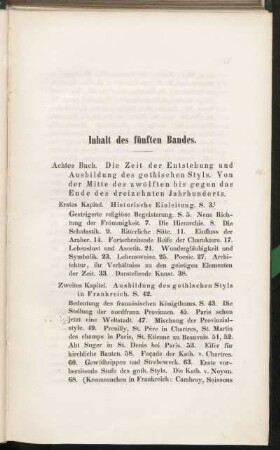 Inhalt des fünften Bandes.
Achtes Buch. Die Zeit der Entstehung und
Ausbildung des gothischen Styls. Von
der Mitte des zwölften bis gegen das
Ende des dreizehnten Jahrhunderts.
Erstes Kapitel. Historische Einleitung. S. 3.
Gesteigerte religiöse Begeisterung. S. 5. Neue Rich-
tung der Frömmigkeit. 7. Die Hierarchie. 8. Die
Scholastik. 9. Ritterliche Sitte. 11. Einfluss der
Araber. 14. Fortschreitende Reife der Charaktere. 17.
Lebenslust und Ascetik. 21. Wundergläubigkeit und
Symbolik. 23. Lebensweise. 25. Poesie. 27. Archi-
tektur, ihr Verhältniss zu den geistigen Elementen
der Zeit. 33. Darstellende Kunst. 38.
Zweites Kapitel. Ausbildung des gothischen Styls
in Frankreich. S. 42.
Bedeutung des französischen Königthums. S. 43. Die
Stellung der nordfranz. Provinzen. 45. Paris schon
jetzt eine Weltstadt. 47. Mischung der Provinzial-
style. 49. Preuilly, St. Père in Chartres, St. Martin
des champs in Paris, St. Etienne zu Beauvais. 51, 52.
Abt Suger in St. Denis bei Paris. 53. Eifer für
kirchliche Bauten. 58. Façade der Kath. v. Chartres.
60. Gewölbrippen und Strebewerk. 63. Erste vor-
bereitende Stufe des goth. Styls. Die Kath. v. Noyon.
68. (Kreuzconchen in Frankreich: Cambray, Soissons